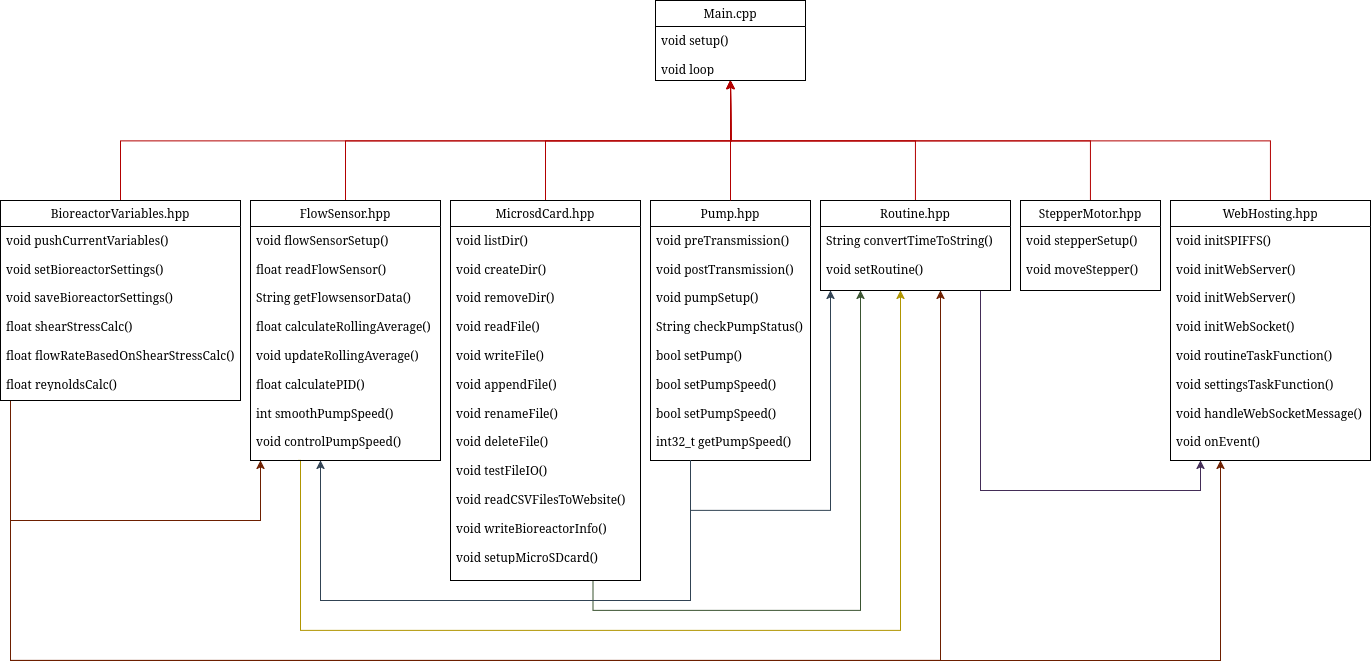 Main.cpp
void setup()
void loop
BioreactorVariables.hpp
void pushCurrentVariables()
void setBioreactorSettings()
void saveBioreactorSettings()
float shearStressCalc()
float flowRateBasedOnShearStressCalc()
float reynoldsCalc()
FlowSensor.hpp
void flowSensorSetup()
float readFlowSensor()
String getFlowsensorData()
float calculateRollingAverage()
void updateRollingAverage()
float calculatePID()
int smoothPumpSpeed()
void controlPumpSpeed()
MicrosdCard.hpp
void listDir()
void createDir()
void removeDir()
void readFile()
void writeFile()
void appendFile()
void renameFile()
void deleteFile()
void testFileIO()
void readCSVFilesToWebsite()
void writeBioreactorInfo()
void setupMicroSDcard()
Pump.hpp
void preTransmission()
void postTransmission()
void pumpSetup()
String checkPumpStatus()
bool setPump()
bool setPumpSpeed()
bool setPumpSpeed()
int32_t getPumpSpeed()
Routine.hpp
String convertTimeToString()
void setRoutine()
StepperMotor.hpp
void stepperSetup()
void moveStepper()
WebHosting.hpp
void initSPIFFS()
void initWebServer()
void initWebServer()
void initWebSocket()
void routineTaskFunction()
void settingsTaskFunction()
void handleWebSocketMessage()
void onEvent()